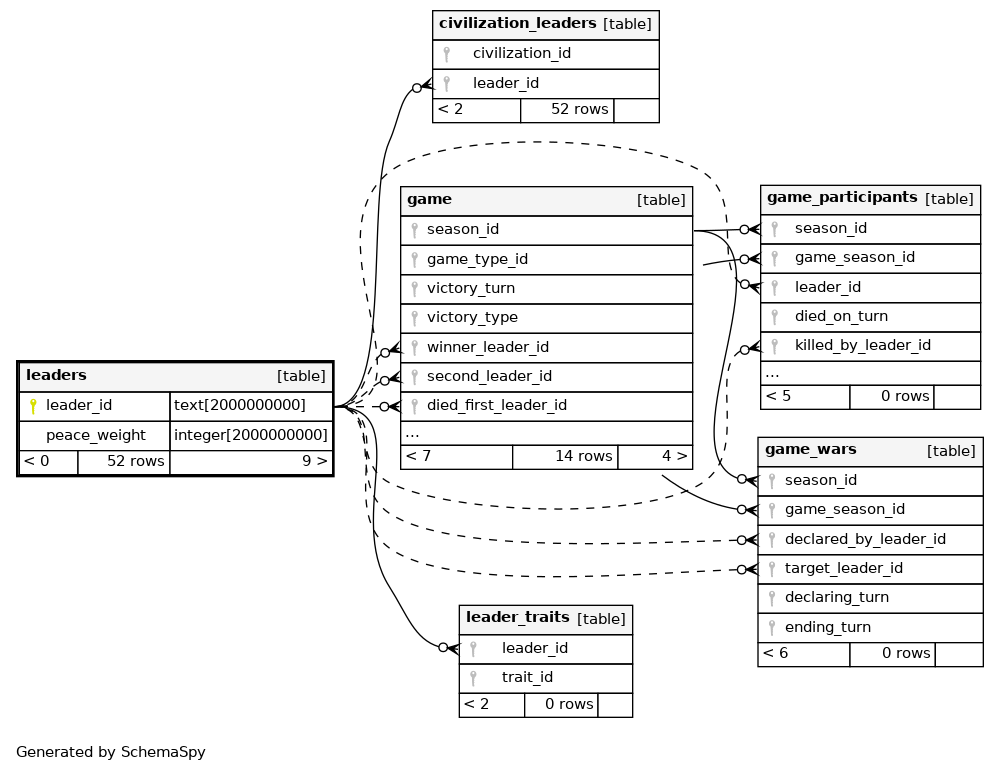 civilization_leaders [table]
civilization_id
leader_id
< 2 52 rows
game [table]
season_id
game_type_id
victory_turn
victory_type
winner_leader_id
second_leader_id
died_first_leader_id
...
< 7 14 rows 4 >
game_participants [table]
season_id
game_season_id
leader_id
died_on_turn
killed_by_leader_id
...
< 5 0 rows
leaders [table]
leader_id text[2000000000]
peace_weight integer[2000000000]
< 0 52 rows 9 >
game_wars [table]
season_id
game_season_id
declared_by_leader_id
target_leader_id
declaring_turn
ending_turn
< 6 0 rows
leader_traits [table]
leader_id
trait_id
< 2 0 rows
Generated by SchemaSpy